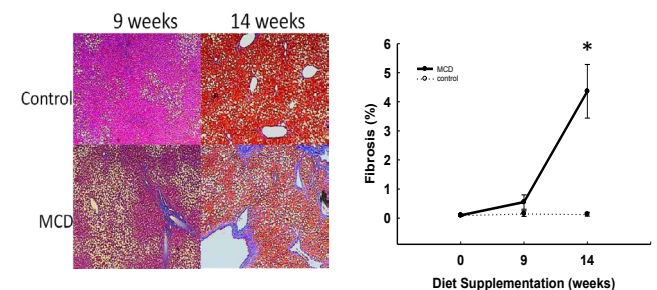 9 weeks 14 weeks
Control
MCD
6
5
4
3
2
1
0
Fibrosis (%)
MCD
control
*
0 9 14
Diet Supplementation (weeks)